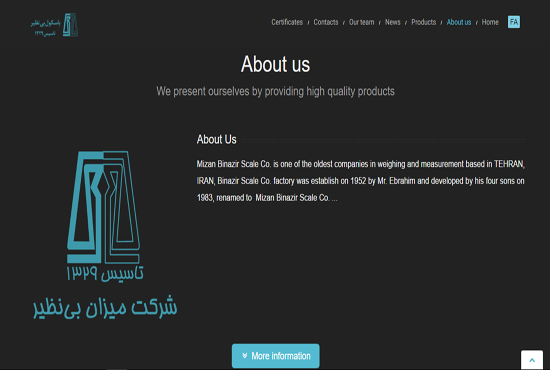 باسکول بی‌نظیر
تاسیس ۱۳۲۹
Certificates / Contacts / Our team / News / Products / About us / Home FA
About us
We present ourselves by providing high quality products
About Us
Mizan Binazir Scale Co. is one of the oldest companies in weighing and measurement based in TEHRAN,
IRAN, Binazir Scale Co. factory was establish on 1952 by Mr. Ebrahim and developed by his four sons on
1983, renamed to Mizan Binazir Scale Co. ...
تاسیس ۱۳۲۹
شرکت میزان بی‌نظیر
More information